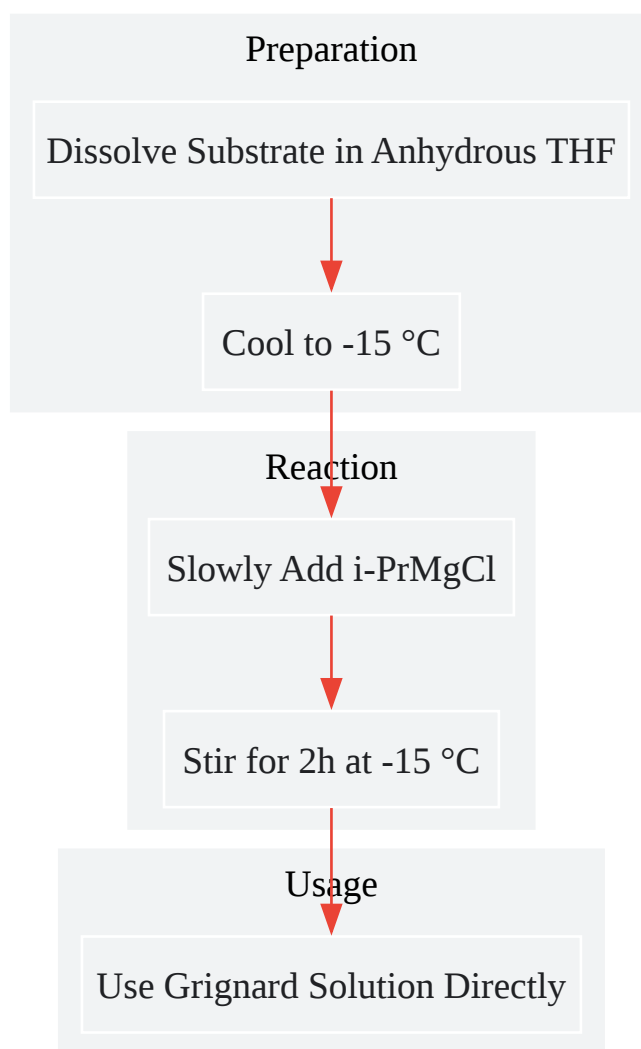 Preparation
Dissolve Substrate in Anhydrous THF
Cool to -15 °C
Reaction
Slowly Add i-PrMgCl
Stir for 2h at -15 °C
Usage
Use Grignard Solution Directly